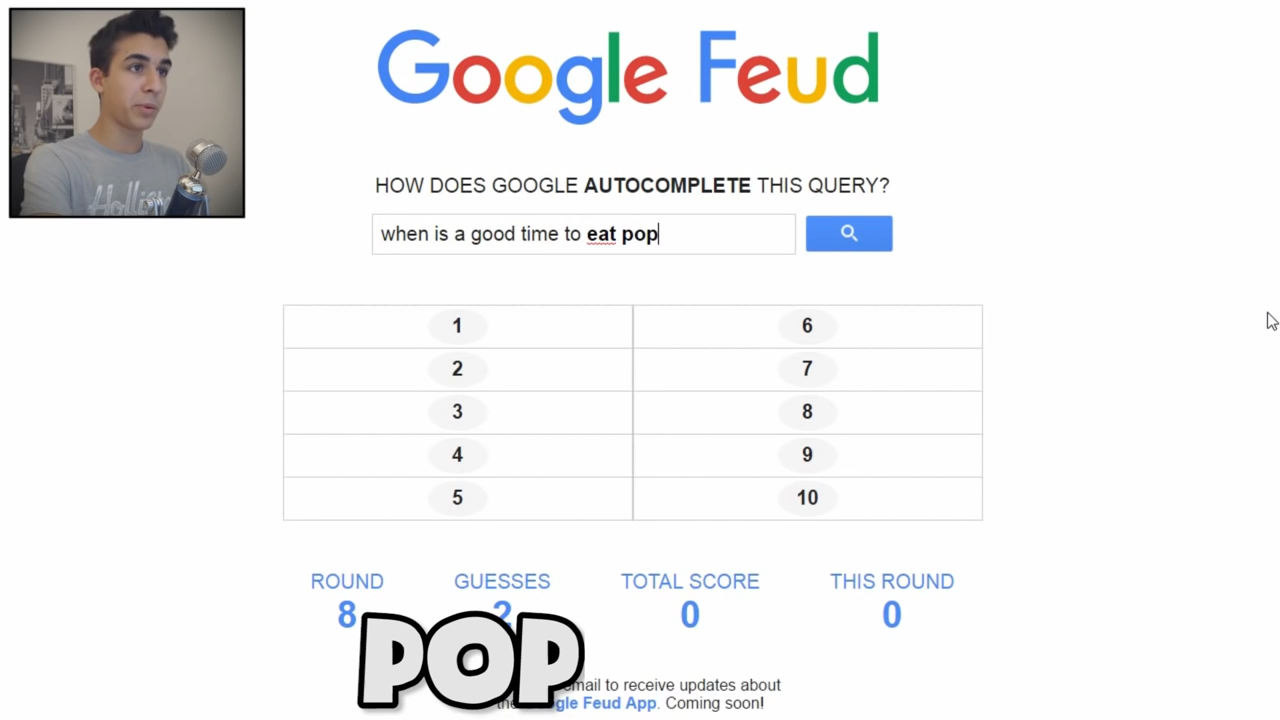 Google Feud
HOW DOES GOOGLE AUTOCOMPLETE THIS QUERY?
when is a good time to eat pop
1 6
2 7
3 8
4 9
5 10
ROUND GUESSES TOTAL SCORE THIS ROUND
8 2 0 0
POP
email to receive updates about
gle Feud App. Coming soon!